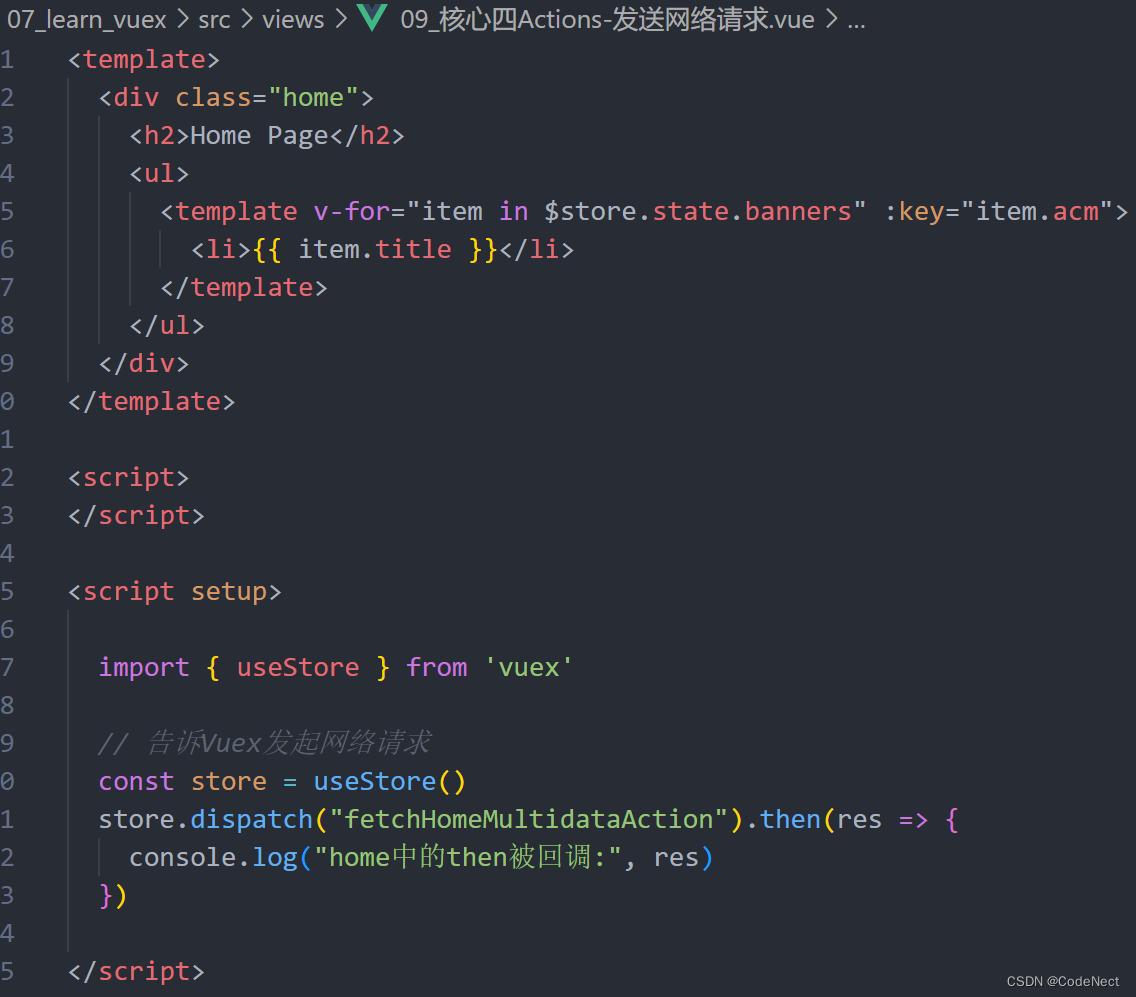 07_learn_vuex > src > views > 09_核心四Actions-发送网络请求.vue > ...
1 <template>
2 <div class="home">
3 <h2>Home Page</h2>
4 <ul>
5 <template v-for="item in $store.state.banners" :key="item.acm">
6 <li>{{ item.title }}</li>
7 </template>
8 </ul>
9 </div>
0 </template>
1
2 <script>
3 </script>
4
5 <script setup>
6
7 import { useStore } from 'vuex'
8
9 // 告诉Vuex发起网络请求
0 const store = useStore()
1 store.dispatch("fetchHomeMultidataAction").then(res => {
2 console.log("home中的then被回调:", res)
3 })
4
5 </script>
CSDN @CodeNect